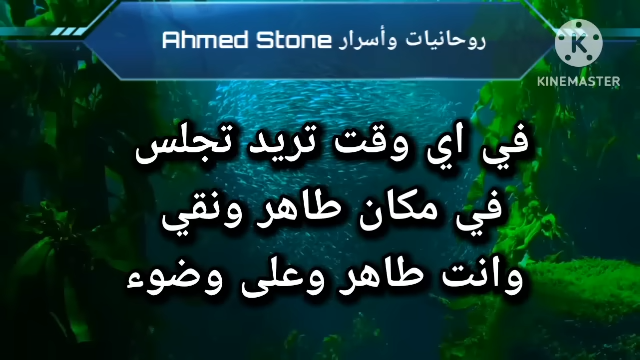 روحانيات وأسرار Ahmed Stone
K
KINEMASTER
في اي وقت تريد تجلس
في مكان طاهر ونقي
وانت طاهر وعلى وضوء